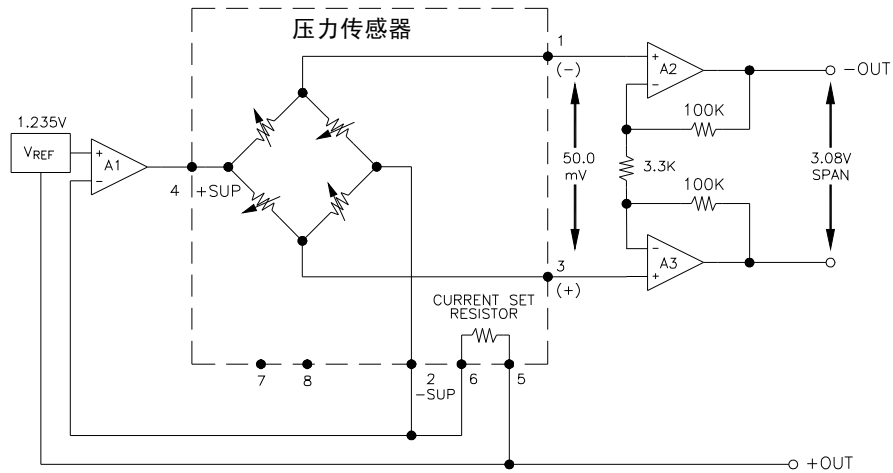 压力传感器
1
(-)
-OUT
A2
+
-
100K
1.235V
VREF
+
-
A1
4
+SUP
50.0
mV
3.3K
3.08V
SPAN
100K
-
+
A3
3
(+)
CURRENT SET
RESISTOR
7
8
2
-SUP
6
5
+OUT